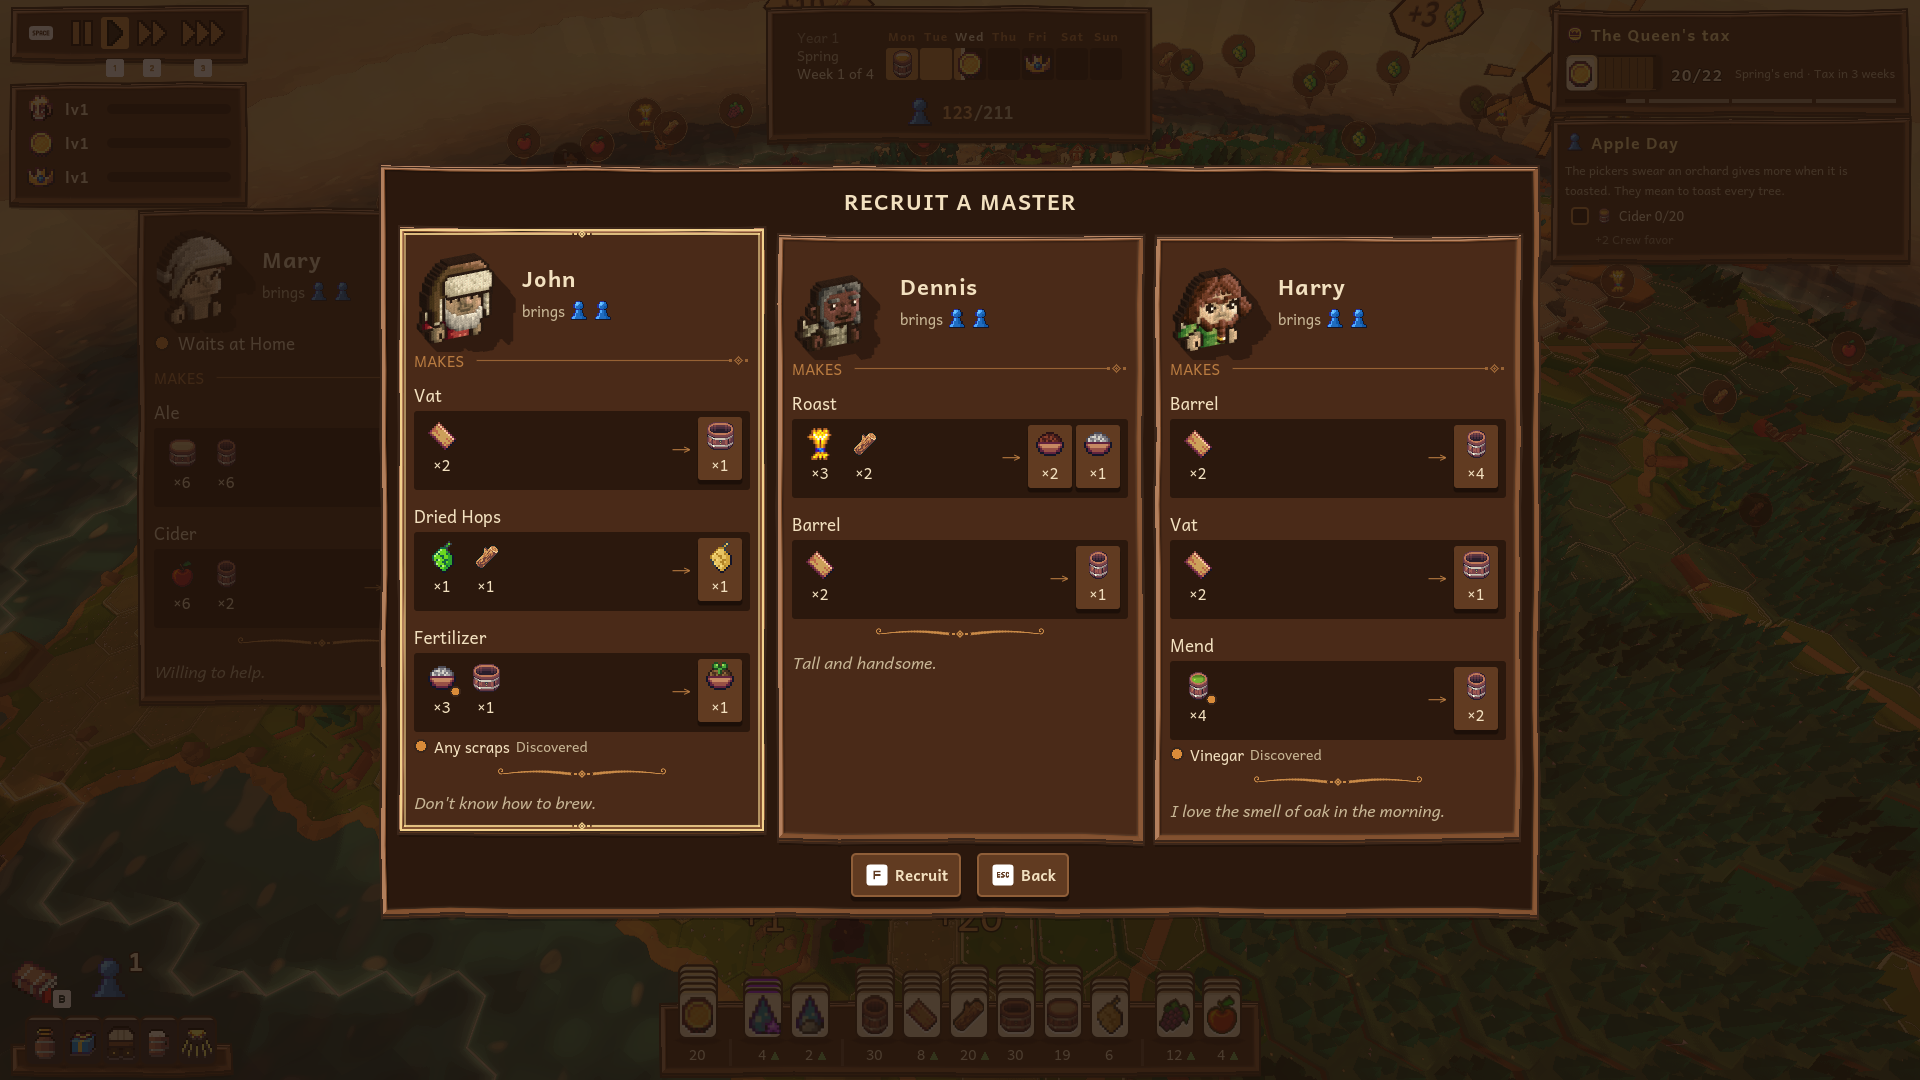 SPACE
1 2 3
lv1
lv1
lv1
Year 1
Spring
Week 1 of 4
Mon Tue Wed Thu Fri Sat Sun
123/211
+3
The Queen's tax
20/22 Spring's end · Tax in 3 weeks
Apple Day
The pickers swear an orchard gives more when it is
toasted. They mean to toast every tree.
Cider 0/20
+2 Crew favor
Mary
brings
Waits at Home
MAKES
Ale
×6 ×6
Cider
×6 ×2
Willing to help.
RECRUIT A MASTER
John
brings
MAKES
Vat
×2 → ×1
Dried Hops
×1 ×1 → ×1
Fertilizer
×3 ×1 → ×1
Any scraps Discovered
Don't know how to brew.
Dennis
brings
MAKES
Roast
×3 ×2 → ×2 ×1
Barrel
×2 → ×1
Tall and handsome.
Harry
brings
MAKES
Barrel
×2 → ×4
Vat
×2 → ×1
Mend
×4 → ×2
Vinegar Discovered
I love the smell of oak in the morning.
F Recruit
ESC Back
+1 +20
1
B
20 4 2 30 8 20 30 19 6 12 4